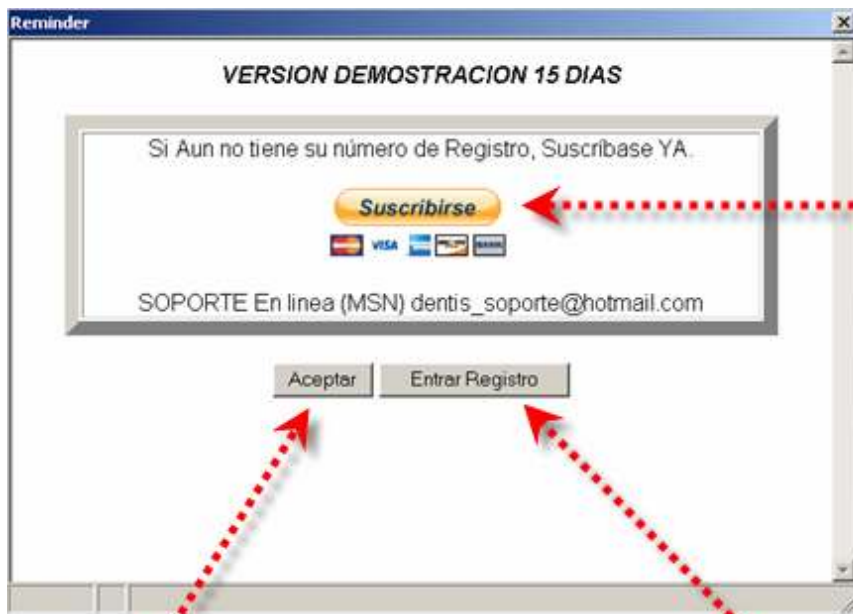 Reminder
VERSION DEMOSTRACION 15 DIAS
Si Aun no tiene su número de Registro, Suscríbase YA.
Suscribirse
VISA
SOPORTE En linea (MSN) dentis_soporte@hotmail.com
Aceptar Entrar Registro